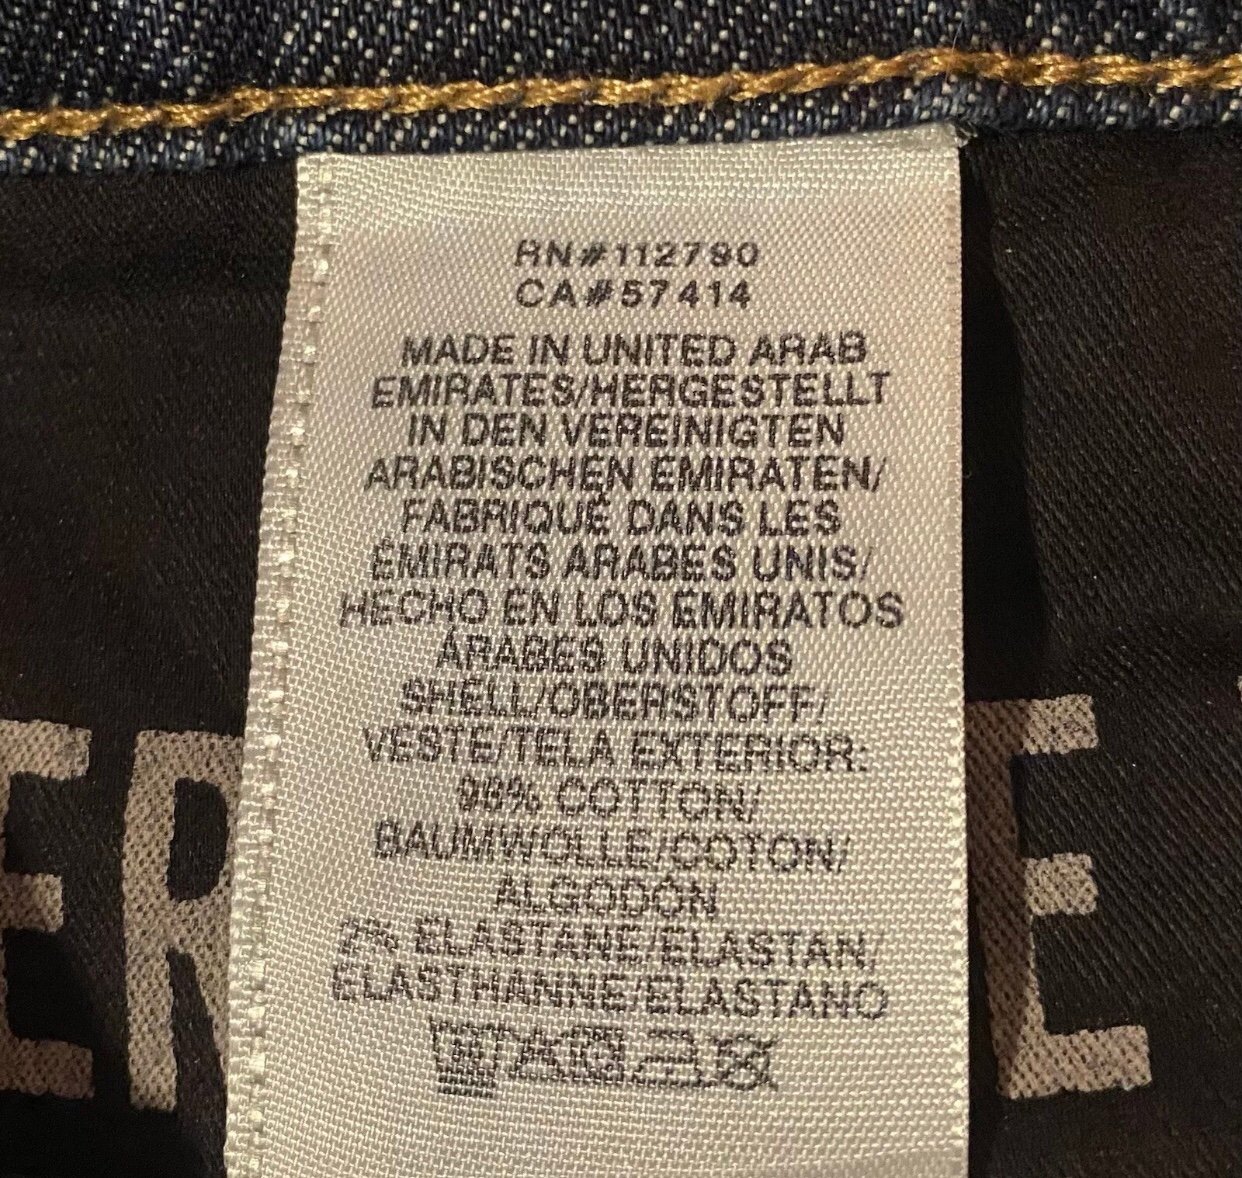 RN#112790
CA#57414
MADE IN UNITED ARAB
EMIRATES/HERGESTELLT
IN DEN VEREINIGTEN
ARABISCHEN EMIRATEN/
FABRIQUÉ DANS LES
ÉMIRATS ARABES UNIS/
HECHO EN LOS EMIRATOS
ÁRABES UNIDOS
SHELL/OBERSTOFF/
VESTE/TELA EXTERIOR:
98% COTTON/
BAUMWOLLE/COTON/
ALGODÓN
2% ELASTANE/ELASTAN/
ÉLASTHANNE/ELASTANO
ER E